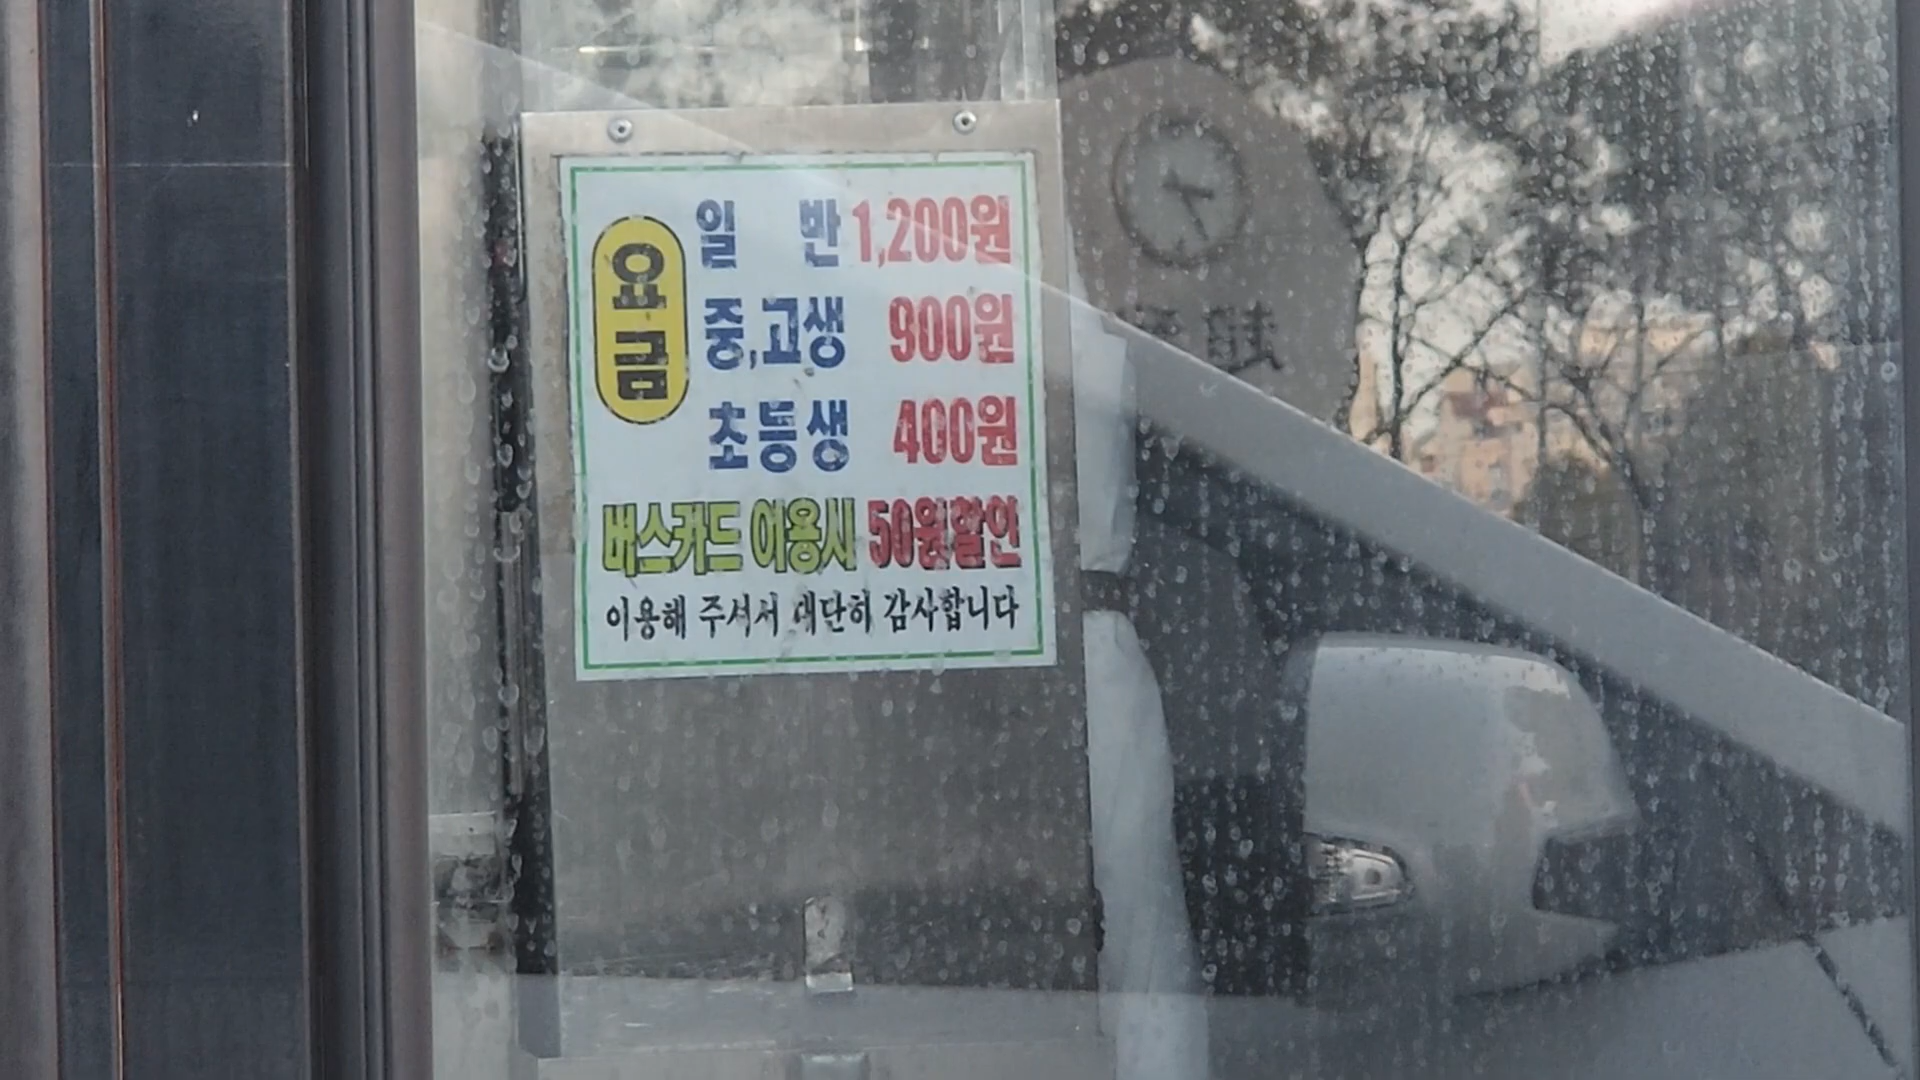 요금
일 반 1,200원
중,고생 900원
초등생 400원
버스카드 이용시 50원할인
이용해 주셔서 대단히 감사합니다